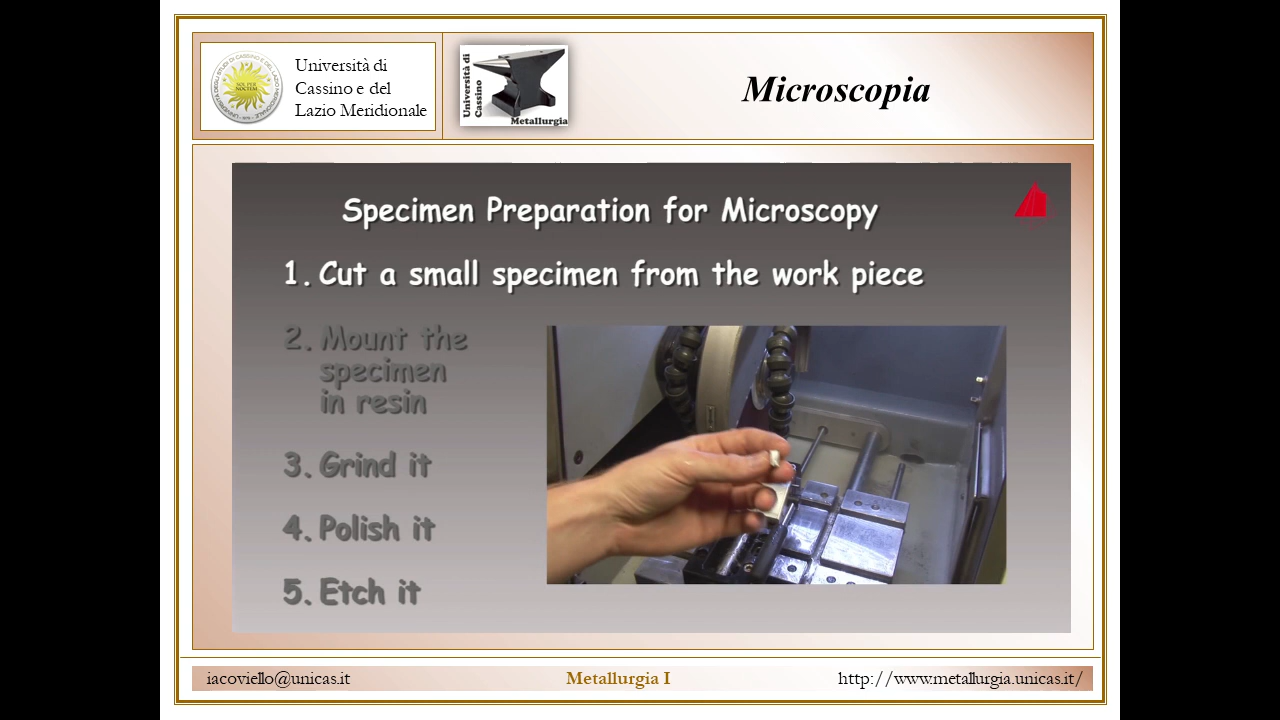 Università di
Cassino e del
Lazio Meridionale
Università di
Cassino
Metallurgia
Microscopia
Specimen Preparation for Microscopy
1. Cut a small specimen from the work piece
2. Mount the
specimen
in resin
3. Grind it
4. Polish it
5. Etch it
iacoviello@unicas.it
Metallurgia I
http://www.metallurgia.unicas.it/